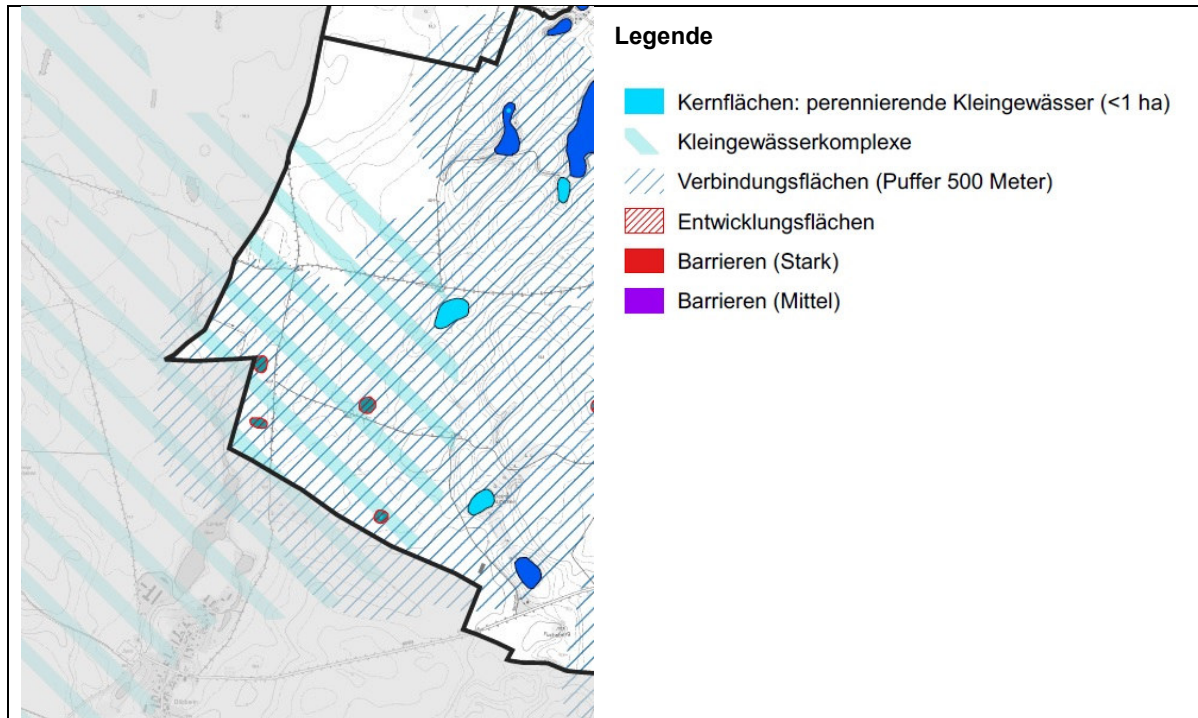 Legende
Kernflächen: perennierende Kleingewässer (<1 ha)
Kleingewässerkomplexe
Verbindungsflächen (Puffer 500 Meter)
Entwicklungsflächen
Barrieren (Stark)
Barrieren (Mittel)